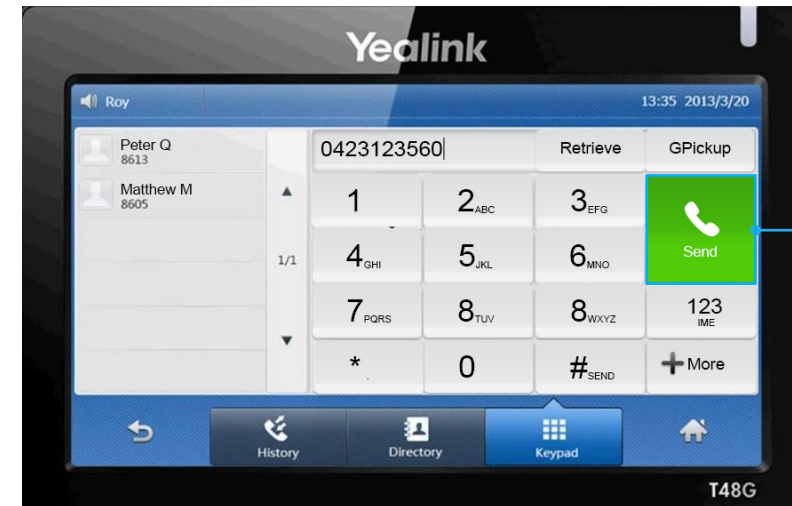 Yealink
Roy
13:35 2013/3/20
Peter Q
8613
Matthew M
8605
1/1
0423123560
Retrieve
GPickup
1
2ABC
3EFG
Send
4GHI
5JKL
6MNO
7PQRS
8TUV
8WXYZ
123
IME
*.
0
#SEND
More
History
Directory
Keypad
T48G